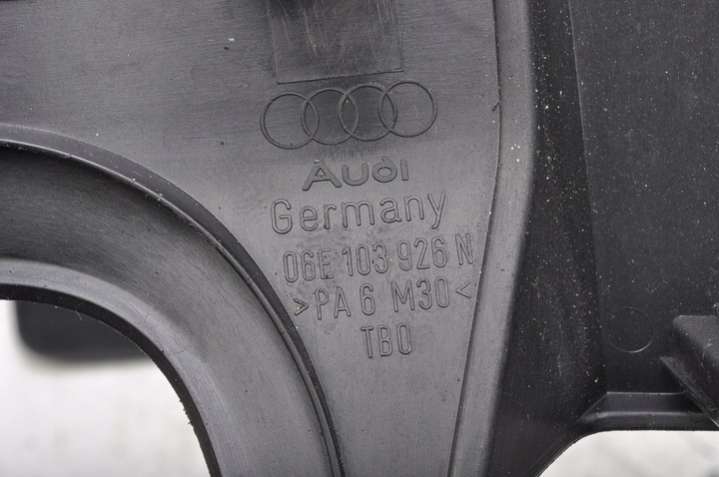 Audi
Germany
06E 103 926 N
>PA 6 M30<
TBO